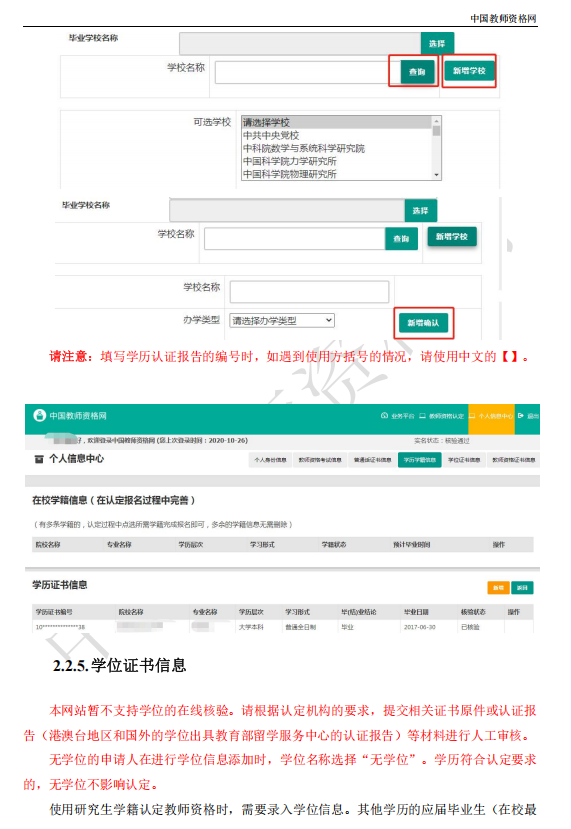 中国教师资格网
毕业学校名称
选择
学校名称
查询
新增学校
可选学校
请选择学校
中共中央党校
中科院数学与系统科学研究院
中国科学院力学研究所
中国科学院物理研究所
毕业学校名称
选择
学校名称
查询
新增学校
学校名称
办学类型
请选择办学类型
新增确认
请注意：填写学历认证报告的编号时，如遇到使用方括号的情况，请使用中文的【 】。
中国教师资格网
业务平台 教师资格认定 个人信息中心 退出
，欢迎登录中国教师资格网 (您上次登录时间：2020-10-26) 实名状态：核验通过
个人信息中心
个人身份信息 教师资格考试信息 普通话证书信息 学历学籍信息 学位证书信息 教师资格证书信息
在校学籍信息（在认定报名过程中完善）
（有多条学籍的，认定过程中点选所需学籍完成报名即可，多余的学籍信息无需删除）
院校名称 专业名称 学历层次 学习形式 学籍状态 预计毕业时间 操作
学历证书信息
新增 返回
学历证书编号 院校名称 专业名称 学历层次 学习形式 毕(结)业结论 毕业日期 核验状态 操作
10**************38 大学本科 普通全日制 毕业 2017-06-30 已核验
2.2.5.学位证书信息
本网站暂不支持学位的在线核验。请根据认定机构的要求，提交相关证书原件或认证报
告（港澳台地区和国外的学位出具教育部留学服务中心的认证报告）等材料进行人工审核。
无学位的申请人在进行学位信息添加时，学位名称选择“无学位”。学历符合认定要求
的，无学位不影响认定。
使用研究生学籍认定教师资格时，需要录入学位信息。其他学历的应届毕业生（在校最